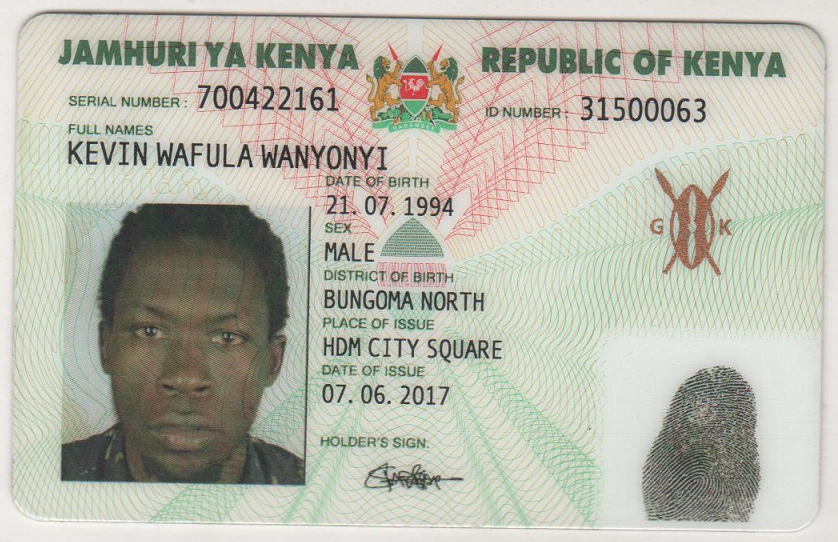 JAMHURI YA KENYA REPUBLIC OF KENYA
SERIAL NUMBER : 700422161 ID NUMBER : 31500063
FULL NAMES
KEVIN WAFULA WANYONYI
DATE OF BIRTH
21. 07. 1994
SEX
MALE
G K
DISTRICT OF BIRTH
BUNGOMA NORTH
PLACE OF ISSUE
HDM CITY SQUARE
DATE OF ISSUE
07. 06. 2017
HOLDER'S SIGN.